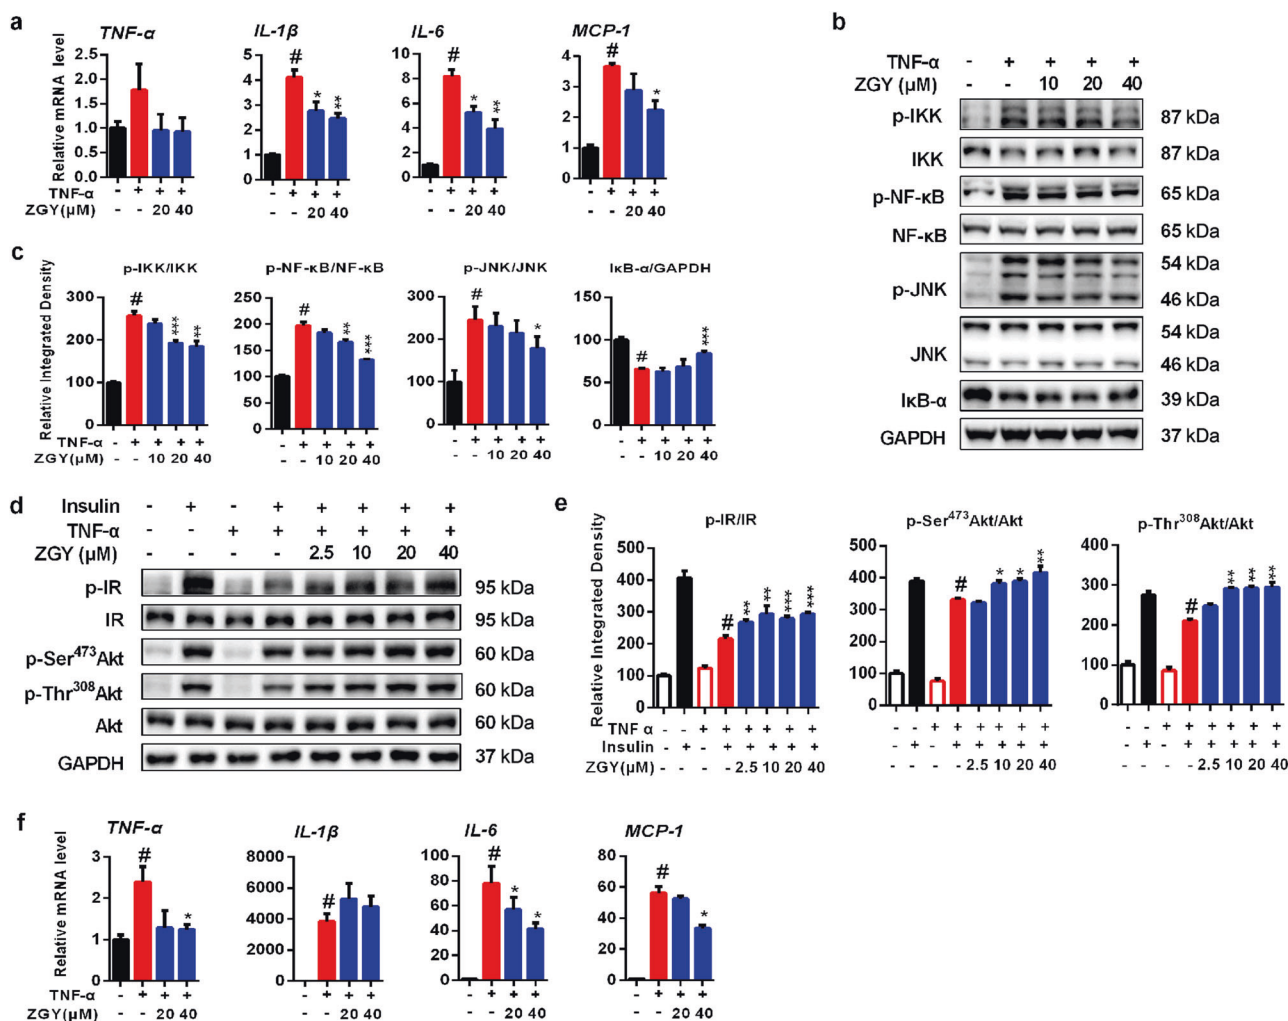 a
TNF-α
IL-1β
IL-6
MCP-1
Relative mRNA level
2.5
2.0
1.5
1.0
0.5
0.0
6
5
4
3
2
1
0
#
*
**
10
8
6
4
2
0
#
*
**
4
3
2
1
0
#
*
TNF-α - + + + - + + + - + + + - + + +
ZGY(μM) - - 20 40 - - 20 40 - - 20 40 - - 20 40
b
TNF-α - + + + +
ZGY (μM) - - 10 20 40
p-IKK 87 kDa
IKK 87 kDa
p-NF-κB 65 kDa
NF-κB 65 kDa
p-JNK 54 kDa
46 kDa
JNK 54 kDa
46 kDa
IκB-α 39 kDa
GAPDH 37 kDa
c
p-IKK/IKK
p-NF-κB/NF-κB
p-JNK/JNK
IκB-α/GAPDH
Relative Integrated Density
300
200
100
0
#
***
**
250
200
150
100
50
0
#
**
***
300
200
100
0
#
*
150
100
50
0
#
***
TNF-α - + + + + - + + + + - + + + + - + + + +
ZGY(μM) - - 10 20 40 - - 10 20 40 - - 10 20 40 - - 10 20 40
d
Insulin - + - + + + + +
TNF-α - - + + + + + +
ZGY (μM) - - - - 2.5 10 20 40
p-IR 95 kDa
IR 95 kDa
p-Ser473Akt 60 kDa
p-Thr308Akt 60 kDa
Akt 60 kDa
GAPDH 37 kDa
e
p-IR/IR
p-Ser473Akt/Akt
p-Thr308Akt/Akt
Relative Integrated Density
500
400
300
200
100
0
#
**
**
***
***
500
400
300
200
100
0
#
*
*
**
400
300
200
100
0
#
**
**
**
TNF α - - + + + + + + - - + + + + + + - - + + + + + +
Insulin - + - + + + + + - + - + + + + + - + - + + + + +
ZGY(μM) - - - - 2.5 10 20 40 - - - - 2.5 10 20 40 - - - - 2.5 10 20 40
f
TNF-α
IL-1β
IL-6
MCP-1
Relative mRNA level
3
2
1
0
#
*
8000
6000
4000
2000
0
#
100
80
60
40
20
0
#
*
*
80
60
40
20
0
#
*
TNF-α - + + + - + + + - + + + - + + +
ZGY(μM) - - 20 40 - - 20 40 - - 20 40 - - 20 40